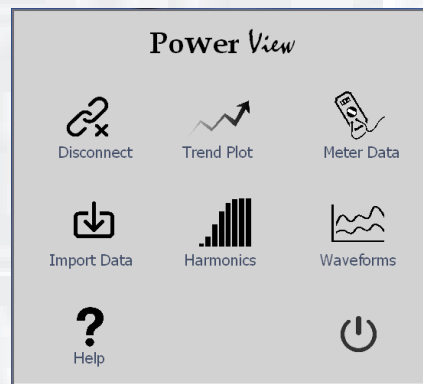 Power View
Disconnect
Trend Plot
Meter Data
Import Data
Harmonics
Waveforms
Help